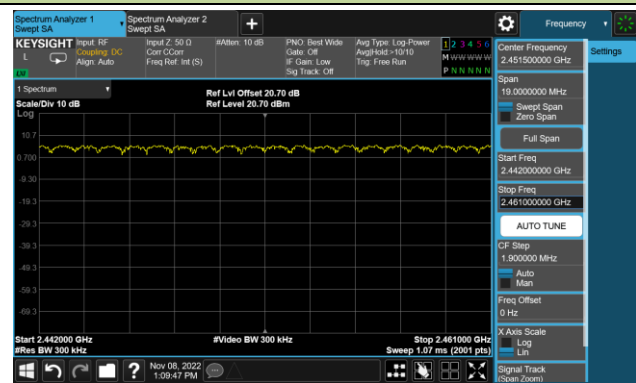 Spectrum Analyzer 1
Swept SA
Spectrum Analyzer 2
Swept SA
+
Frequency
KEYSIGHT
L
LNI
Input: RF
Coupling: DC
Align: Auto
Input Z: 50 Ω
Corr CCorr
Freq Ref: Int (S)
#Atten: 10 dB
PNO: Best Wide
Gate: Off
IF Gain: Low
Sig Track: Off
Avg Type: Log-Power
Avg|Hold:>10/10
Trig: Free Run
1 2 3 4 5 6
M W W W W W
P N N N N N
Settings
Center Frequency
2.451500000 GHz
Span
19.0000000 MHz
Swept Span
Zero Span
Full Span
Start Freq
2.442000000 GHz
Stop Freq
2.461000000 GHz
AUTO TUNE
CF Step
1.900000 MHz
Auto
Man
Freq Offset
0 Hz
X Axis Scale
Log
Lin
Signal Track
(Span Zoom)
1 Spectrum
Scale/Div 10 dB
Ref Lvl Offset 20.70 dB
Ref Level 20.70 dBm
Log
10.7
0.700
-9.30
-19.3
-29.3
-39.3
-49.3
-59.3
-69.3
Start 2.442000 GHz
#Res BW 300 kHz
#Video BW 300 kHz
Stop 2.461000 GHz
Sweep 1.07 ms (2001 pts)
?
Nov 08, 2022
1:09:47 PM